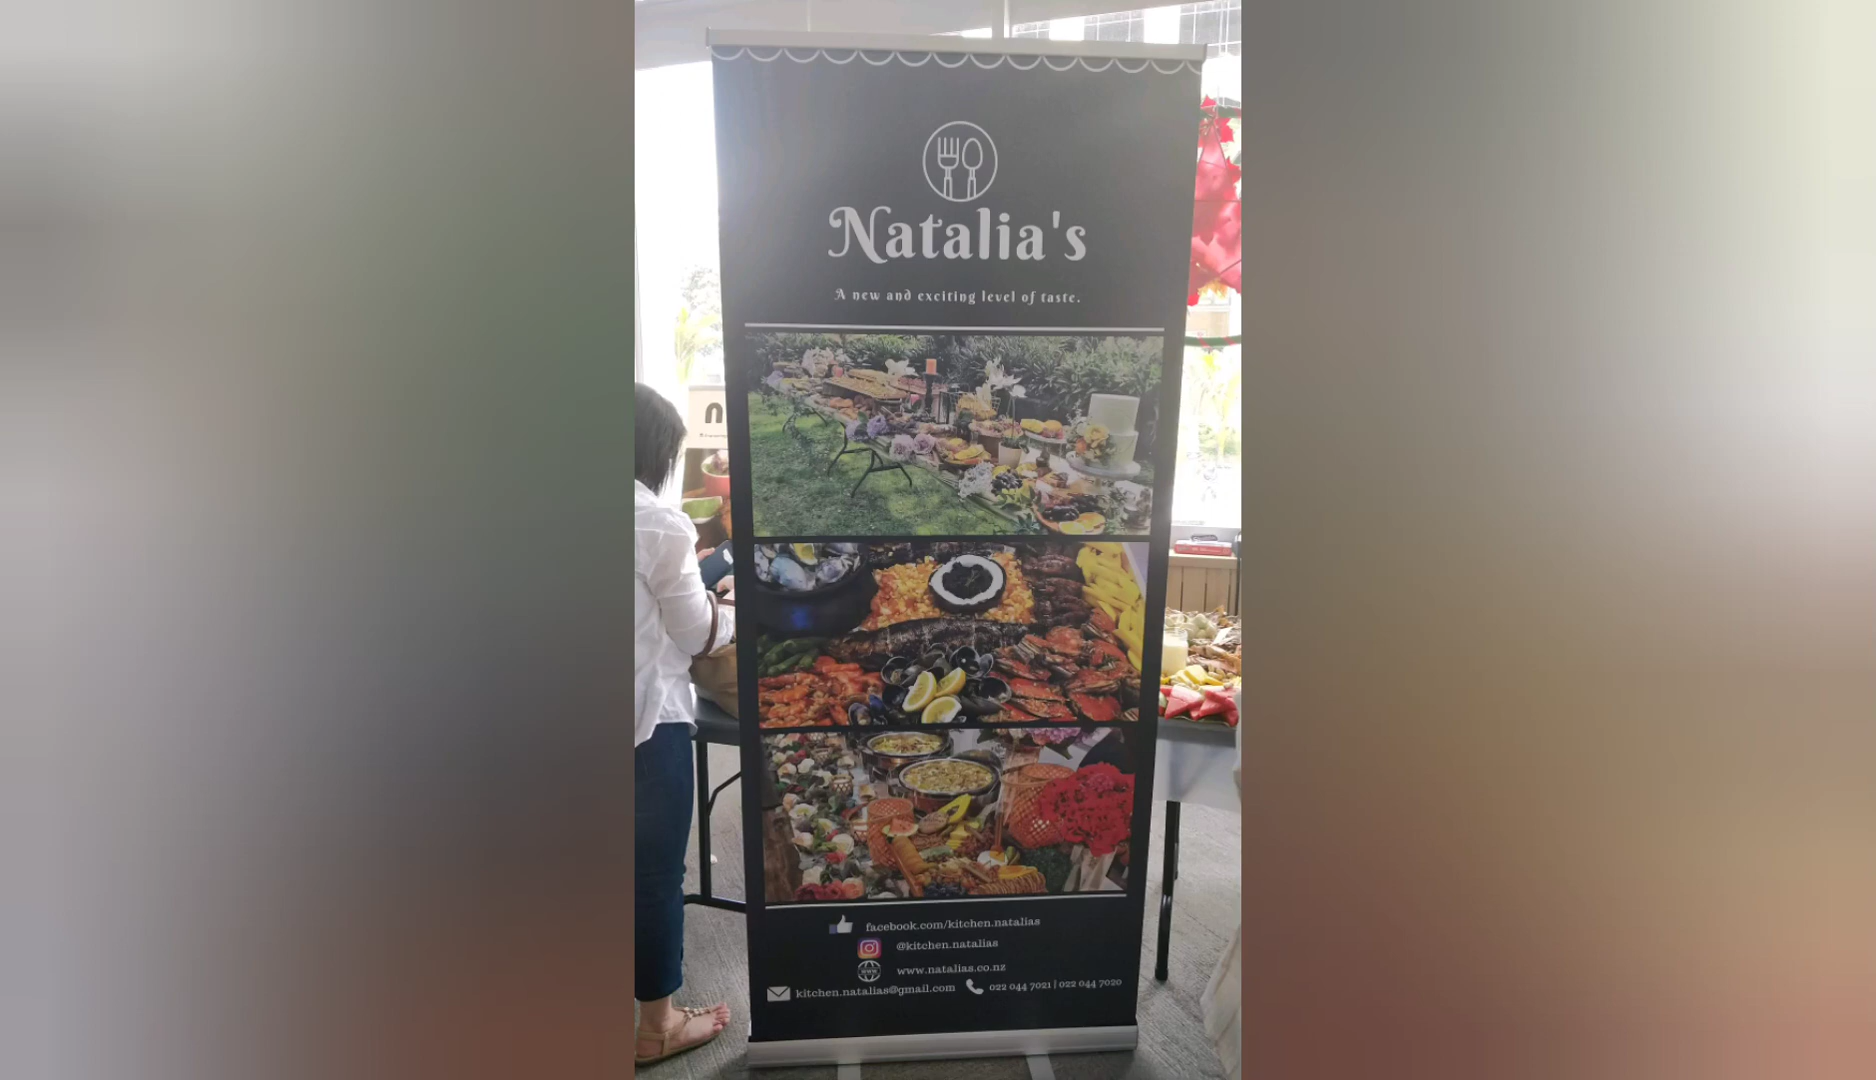 Natalia's
A new and exciting level of taste.
facebook.com/kitchen.natalias
@kitchen.natalias
www.natalias.co.nz
kitchen.natalias@gmail.com 022 044 7021 | 022 044 7020